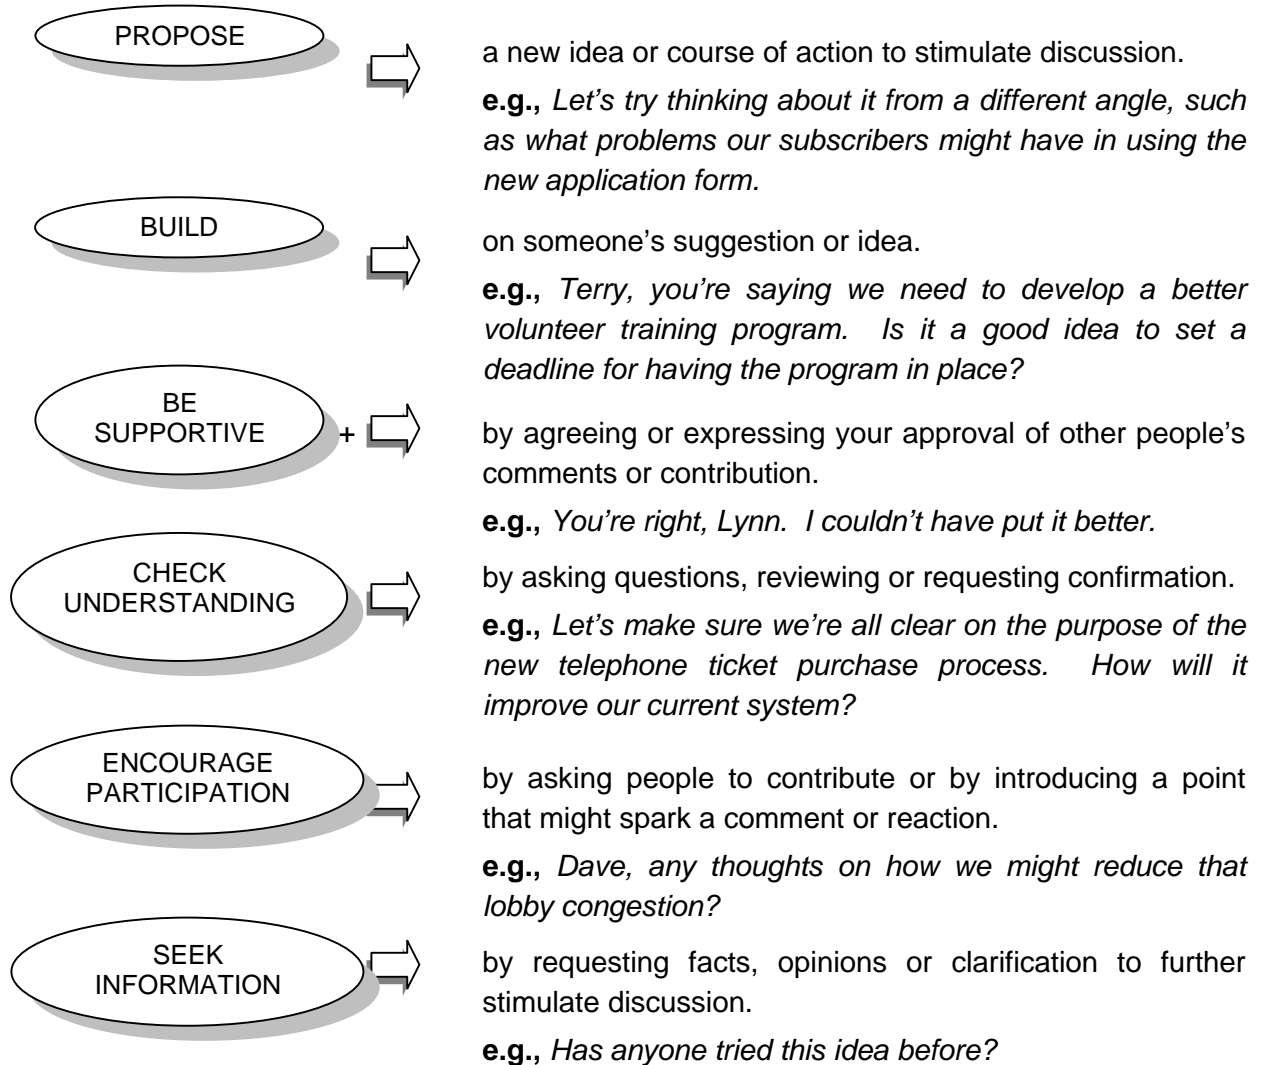 PROPOSE
a new idea or course of action to stimulate discussion.
e.g., Let's try thinking about it from a different angle, such
as what problems our subscribers might have in using the
new application form.
BUILD
on someone's suggestion or idea.
e.g., Terry, you're saying we need to develop a better
volunteer training program. Is it a good idea to set a
deadline for having the program in place?
BE
SUPPORTIVE
+
by agreeing or expressing your approval of other people's
comments or contribution.
e.g., You're right, Lynn. I couldn't have put it better.
CHECK
UNDERSTANDING
by asking questions, reviewing or requesting confirmation.
e.g., Let's make sure we're all clear on the purpose of the
new telephone ticket purchase process. How will it
improve our current system?
ENCOURAGE
PARTICIPATION
by asking people to contribute or by introducing a point
that might spark a comment or reaction.
e.g., Dave, any thoughts on how we might reduce that
lobby congestion?
SEEK
INFORMATION
by requesting facts, opinions or clarification to further
stimulate discussion.
e.g., Has anyone tried this idea before?